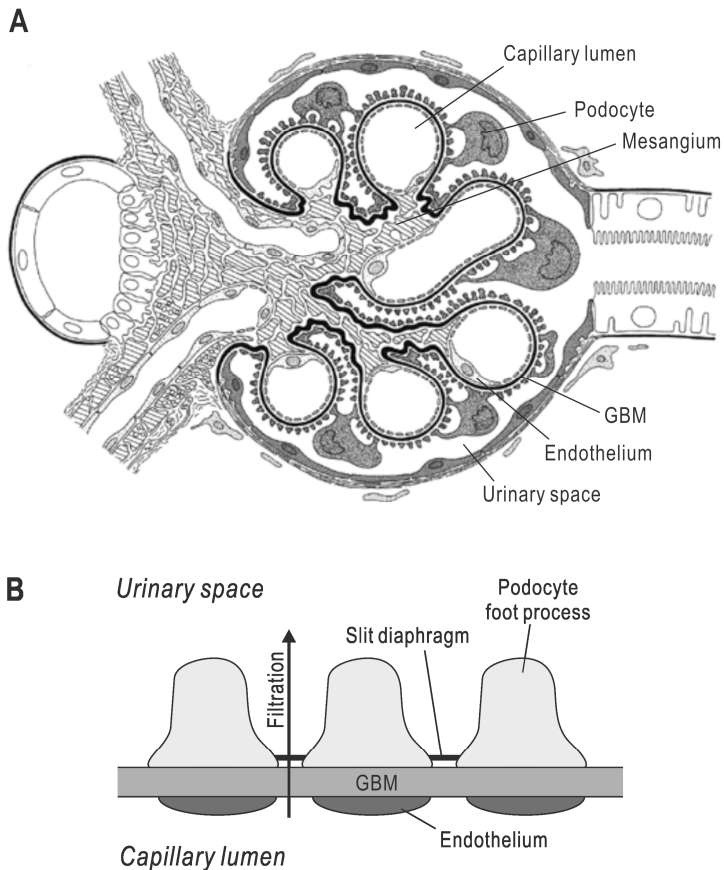 A
Capillary lumen
Podocyte
Mesangium
GBM
Endothelium
Urinary space
B
Urinary space
Podocyte
foot process
Slit diaphragm
Filtration
GBM
Endothelium
Capillary lumen